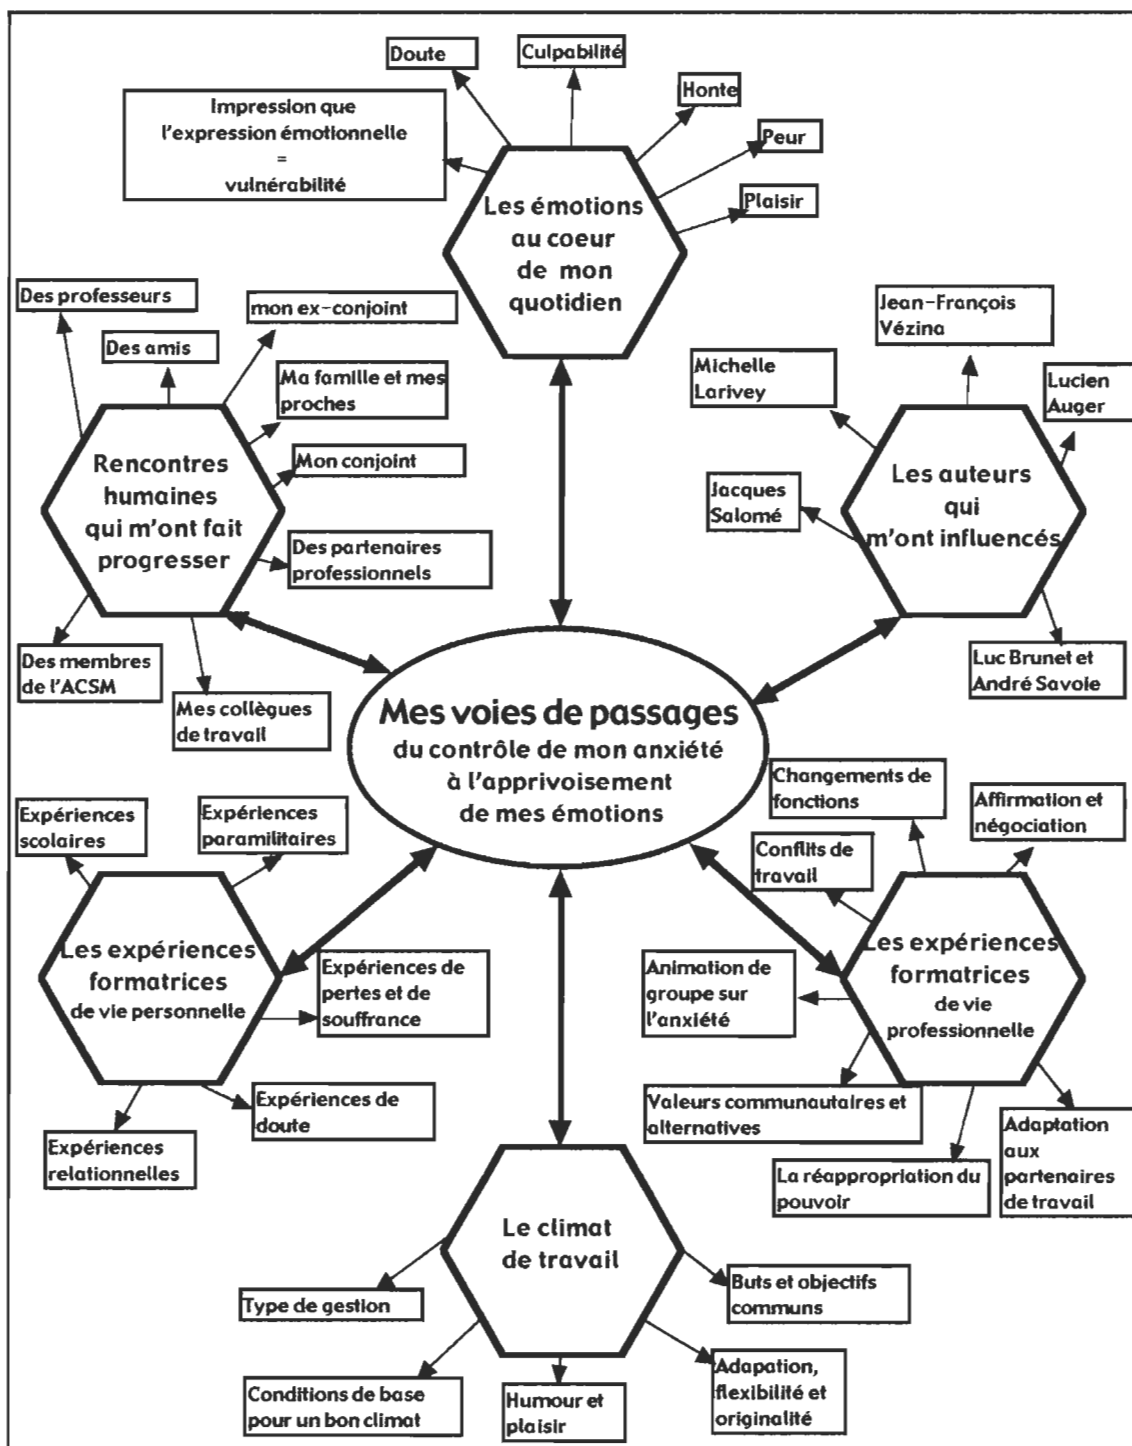 Doute
Culpabilité
Honte
Peur
Plaisir
Impression que
l'expression émotionnelle
=
vulnérabilité
Les émotions
au coeur
de mon
quotidien
Des professeurs
mon ex-conjoint
Des amis
Ma famille et mes
proches
Mon conjoint
Rencontres
humaines
qui m'ont fait
progresser
Des partenaires
professionnels
Des membres
de l'ACSM
Mes collègues
de travail
Jean-François
Vézina
Michelle
Larivey
Lucien
Auger
Jacques
Salomé
Les auteurs
qui
m'ont influencés
Luc Brunet et
André Savoie
Mes voies de passages
du contrôle de mon anxiété
à l'apprivoisement
de mes émotions
Expériences
scolaires
Expériences
paramilitaires
Les expériences
formatrices
de vie personnelle
Expériences de
pertes et de
souffrance
Expériences de
doute
Expériences
relationnelles
Changements de
fonctions
Affirmation et
négociation
Conflits de
travail
Les expériences
formatrices
de vie
professionnelle
Animation de
groupe sur
l'anxiété
Valeurs communautaires et
alternatives
La réappropriation du
pouvoir
Adaptation
aux
partenaires
de travail
Le climat
de travail
Type de gestion
Buts et objectifs
communs
Conditions de base
pour un bon climat
Humour et
plaisir
Adapation,
flexibilité et
originalité